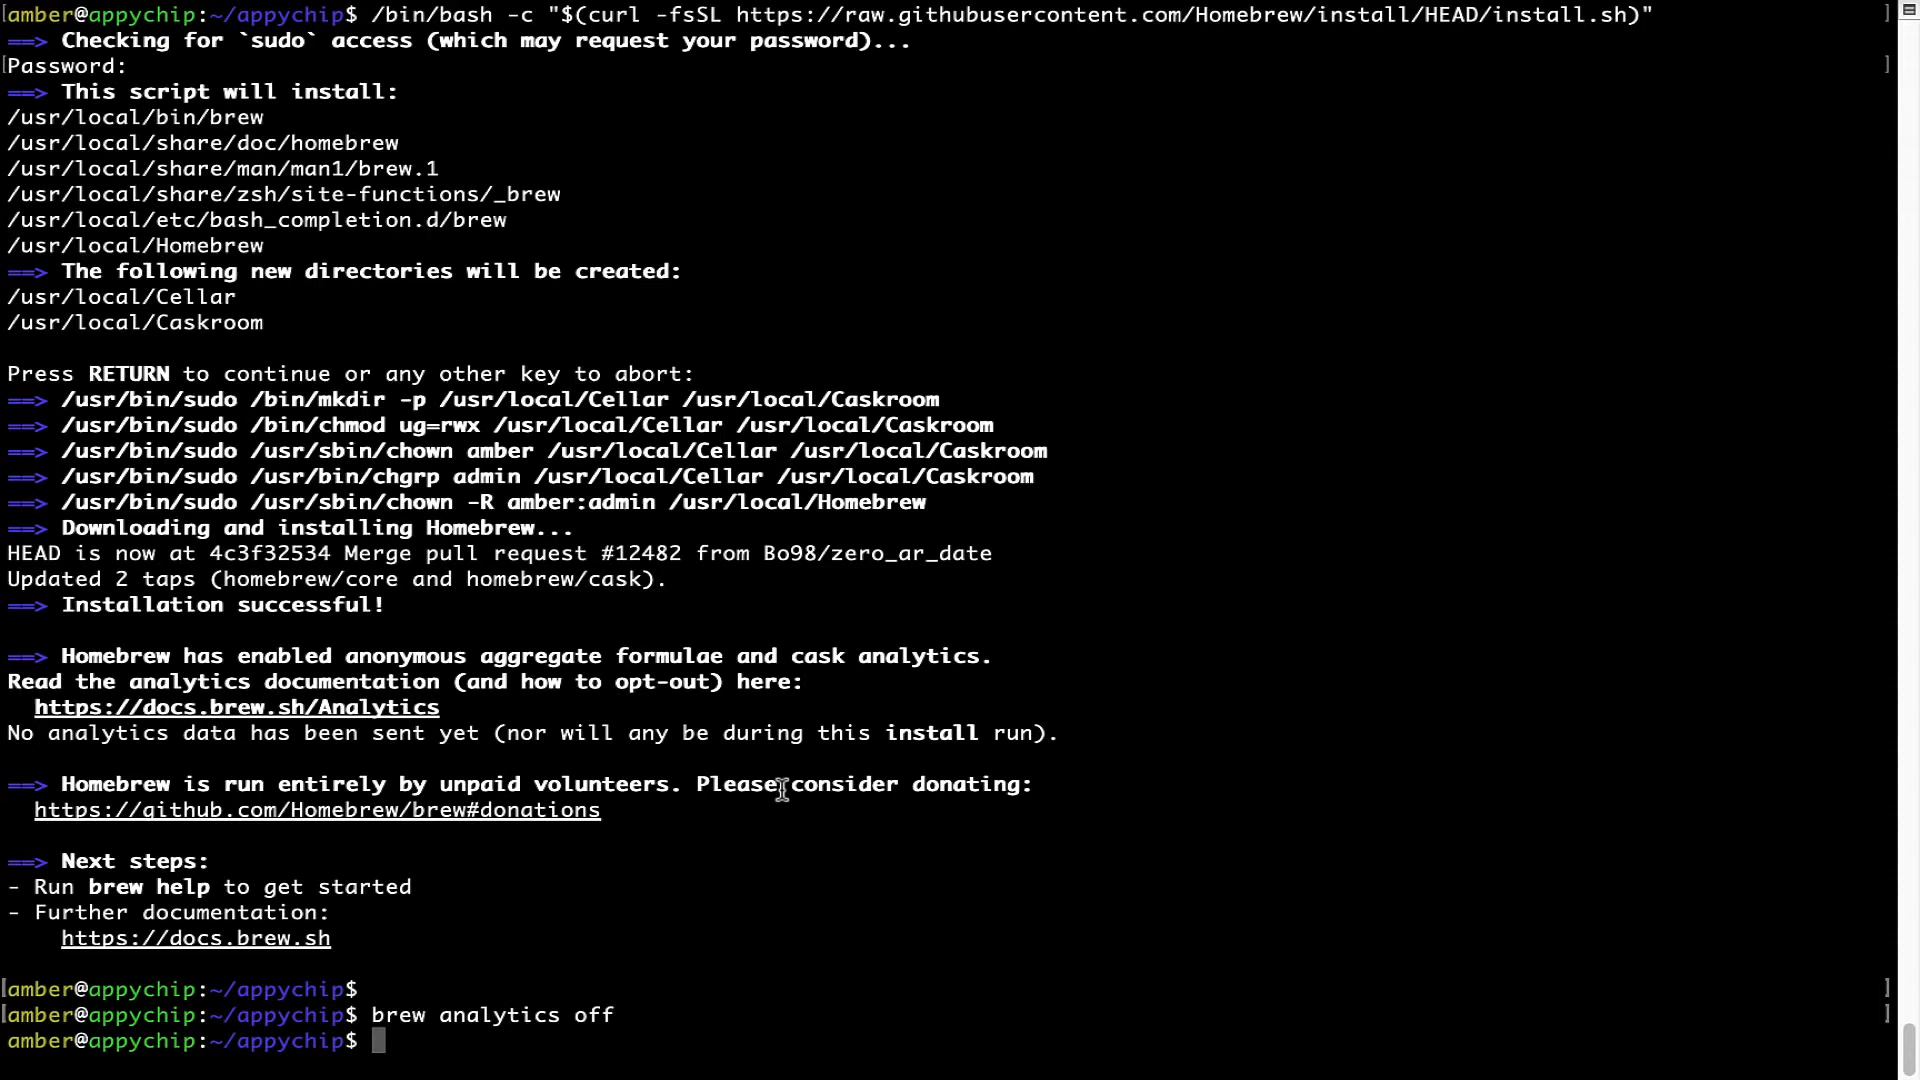 amber@appychip:~/appychip$ /bin/bash -c "$(curl -fsSL https://raw.githubusercontent.com/Homebrew/install/HEAD/install.sh)"
==> Checking for `sudo` access (which may request your password)...
Password:
==> This script will install:
/usr/local/bin/brew
/usr/local/share/doc/homebrew
/usr/local/share/man/man1/brew.1
/usr/local/share/zsh/site-functions/_brew
/usr/local/etc/bash_completion.d/brew
/usr/local/Homebrew
==> The following new directories will be created:
/usr/local/Cellar
/usr/local/Caskroom
Press RETURN to continue or any other key to abort:
==> /usr/bin/sudo /bin/mkdir -p /usr/local/Cellar /usr/local/Caskroom
==> /usr/bin/sudo /bin/chmod ug=rwx /usr/local/Cellar /usr/local/Caskroom
==> /usr/bin/sudo /usr/sbin/chown amber /usr/local/Cellar /usr/local/Caskroom
==> /usr/bin/sudo /usr/bin/chgrp admin /usr/local/Cellar /usr/local/Caskroom
==> /usr/bin/sudo /usr/sbin/chown -R amber:admin /usr/local/Homebrew
==> Downloading and installing Homebrew...
HEAD is now at 4c3f32534 Merge pull request #12482 from Bo98/zero_ar_date
Updated 2 taps (homebrew/core and homebrew/cask).
==> Installation successful!
==> Homebrew has enabled anonymous aggregate formulae and cask analytics.
Read the analytics documentation (and how to opt-out) here:
https://docs.brew.sh/Analytics
No analytics data has been sent yet (nor will any be during this install run).
==> Homebrew is run entirely by unpaid volunteers. Please consider donating:
https://github.com/Homebrew/brew#donations
==> Next steps:
- Run brew help to get started
- Further documentation:
https://docs.brew.sh
amber@appychip:~/appychip$
amber@appychip:~/appychip$ brew analytics off
amber@appychip:~/appychip$